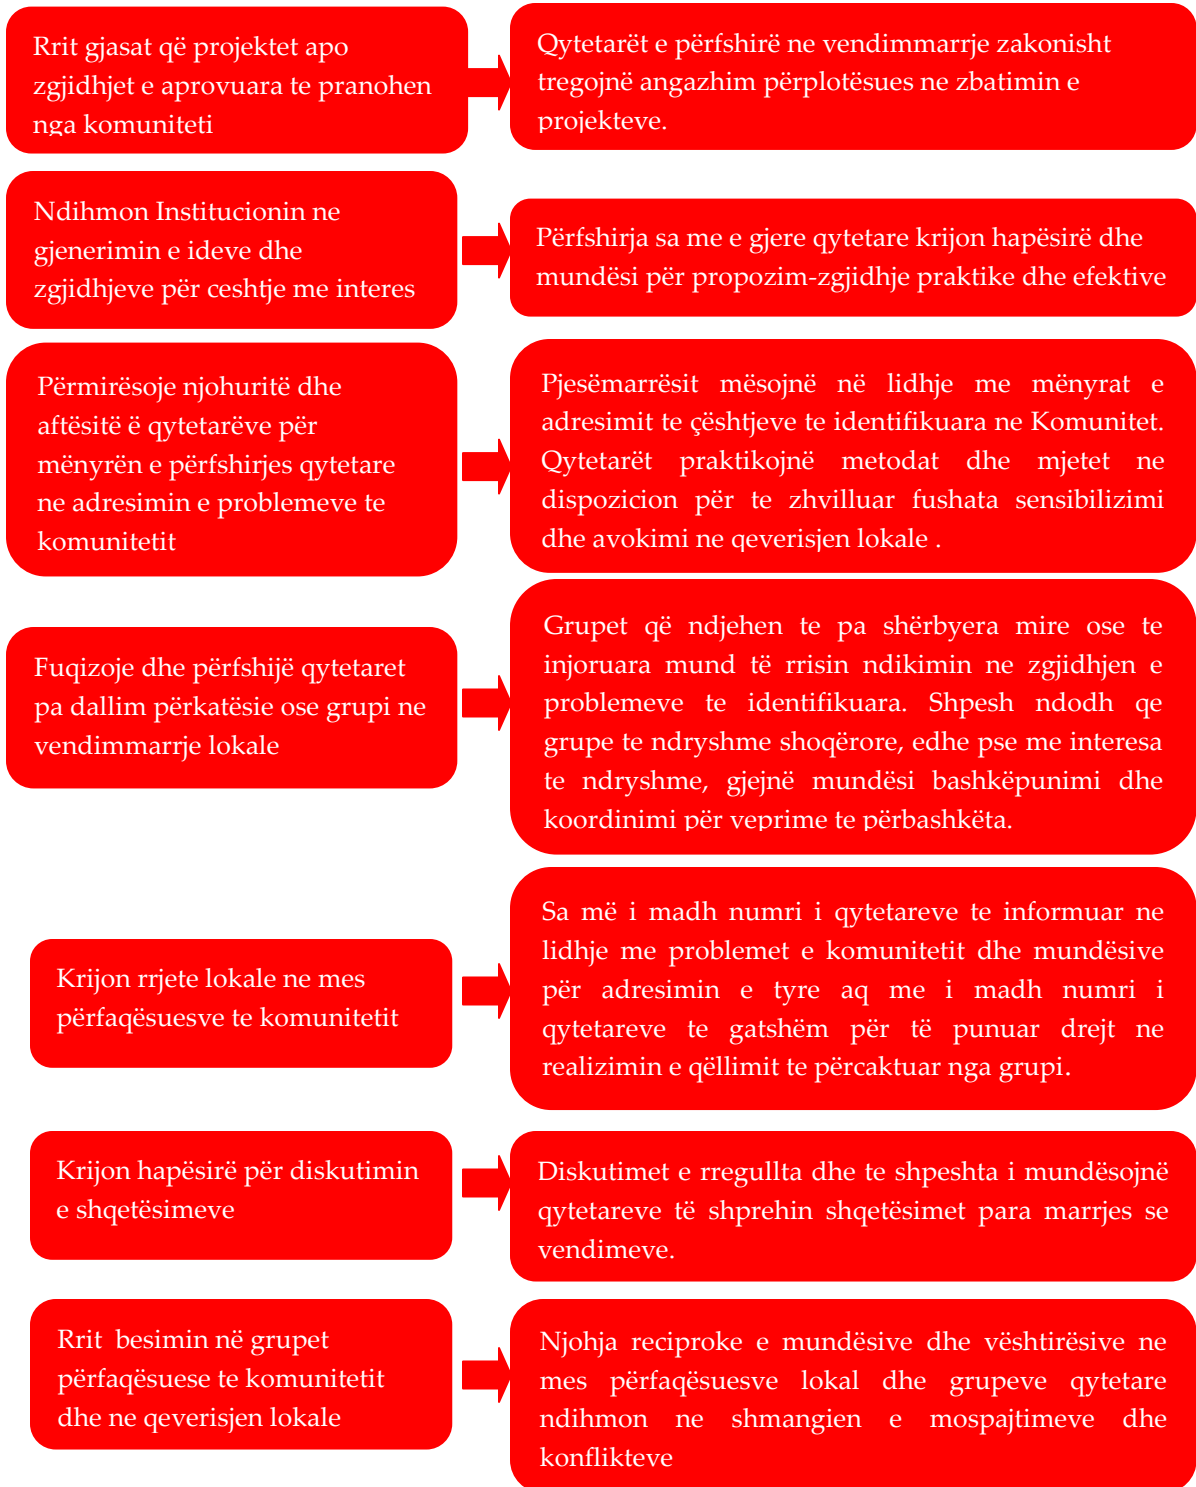 Rrit gjasat që projektet apo
zgjidhjet e aprovuara te pranohen
nga komuniteti
Qytetarët e përfshirë ne vendimmarrje zakonisht
tregojnë angazhim përplotësues ne zbatimin e
projekteve.
Ndihmon Institucionin ne
gjenerimin e ideve dhe
zgjidhjeve për ceshtje me interes
Përfshirja sa me e gjere qytetare krijon hapësirë dhe
mundësi për propozim-zgjidhje praktike dhe efektive
Përmirësoje njohuritë dhe
aftësitë ë qytetarëve për
mënyrën e përfshirjes qytetare
ne adresimin e problemeve te
komunitetit
Pjesëmarrësit mësojnë në lidhje me mënyrat e
adresimit te çështjeve te identifikuara ne Komunitet.
Qytetarët praktikojnë metodat dhe mjetet ne
dispozicion për te zhvilluar fushata sensibilizimi
dhe avokimi ne qeverisjen lokale .
Fuqizoje dhe përfshijë qytetaret
pa dallim përkatësie ose grupi ne
vendimmarrje lokale
Grupet që ndjehen te pa shërbyera mire ose te
injoruara mund të rrisin ndikimin ne zgjidhjen e
problemeve te identifikuara. Shpesh ndodh qe
grupe te ndryshme shoqërore, edhe pse me interesa
te ndryshme, gjejnë mundësi bashkëpunimi dhe
koordinimi për veprime te përbashkëta.
Krijon rrjete lokale ne mes
përfaqësuesve te komunitetit
Sa më i madh numri i qytetareve te informuar ne
lidhje me problemet e komunitetit dhe mundësive
për adresimin e tyre aq me i madh numri i
qytetareve te gatshëm për të punuar drejt ne
realizimin e qëllimit te përcaktuar nga grupi.
Krijon hapësirë për diskutimin
e shqetësimeve
Diskutimet e rregullta dhe te shpeshta i mundësojnë
qytetareve të shprehin shqetësimet para marrjes se
vendimeve.
Rrit besimin në grupet
përfaqësuese te komunitetit
dhe ne qeverisjen lokale
Njohja reciproke e mundësive dhe vështirësive ne
mes përfaqësuesve lokal dhe grupeve qytetare
ndihmon ne shmangien e mospajtimeve dhe
konflikteve